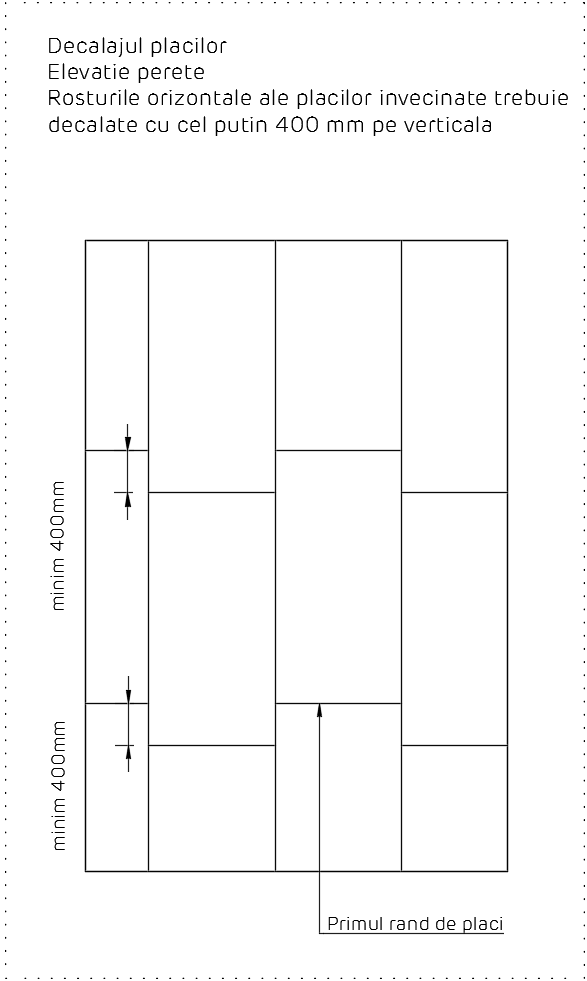 Decalajul placilor
Elevatie perete
Rosturile orizontale ale placilor invecinate trebuie
decalate cu cel putin 400 mm pe verticala
minim 400mm
minim 400mm
Primul rand de placi